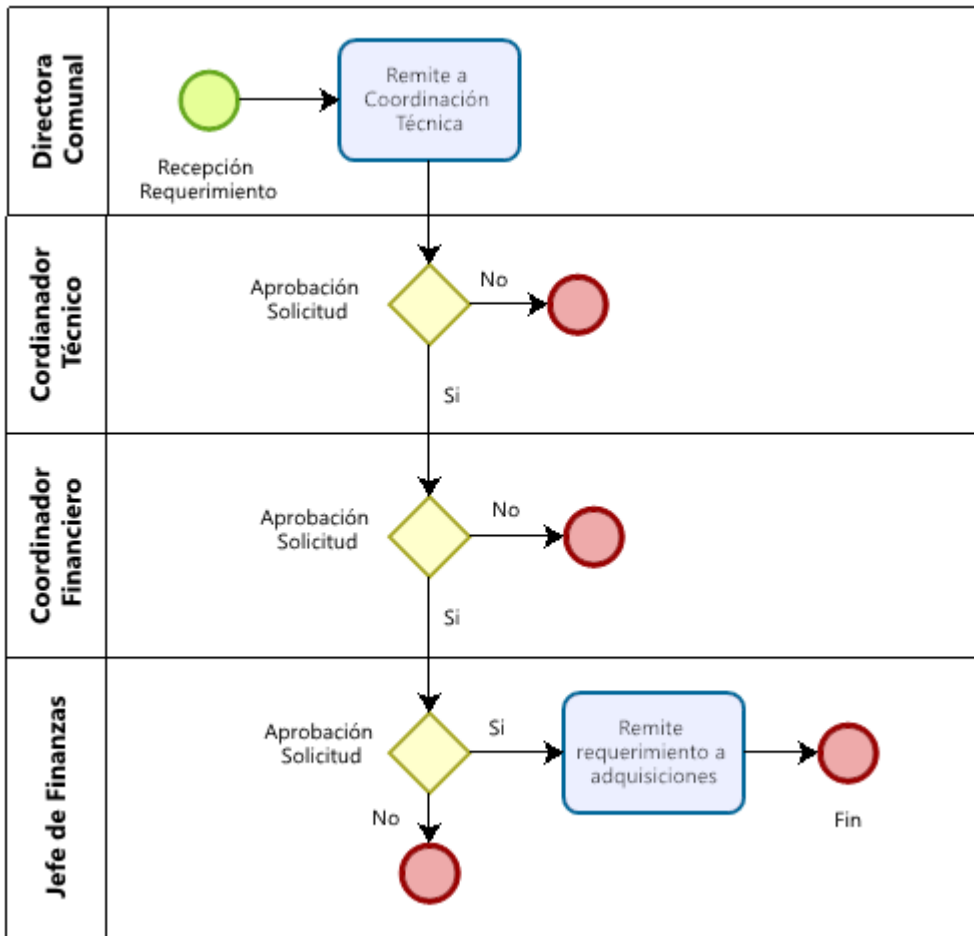 Directora
Comunal
Recepción
Requerimiento
Remite a
Coordinación
Técnica
Cordianador
Técnico
Aprobación
Solicitud
No
Si
Coordinador
Financiero
Aprobación
Solicitud
No
Si
Jefe de Finanzas
Aprobación
Solicitud
Si
Remite
requerimiento a
adquisiciones
Fin
No